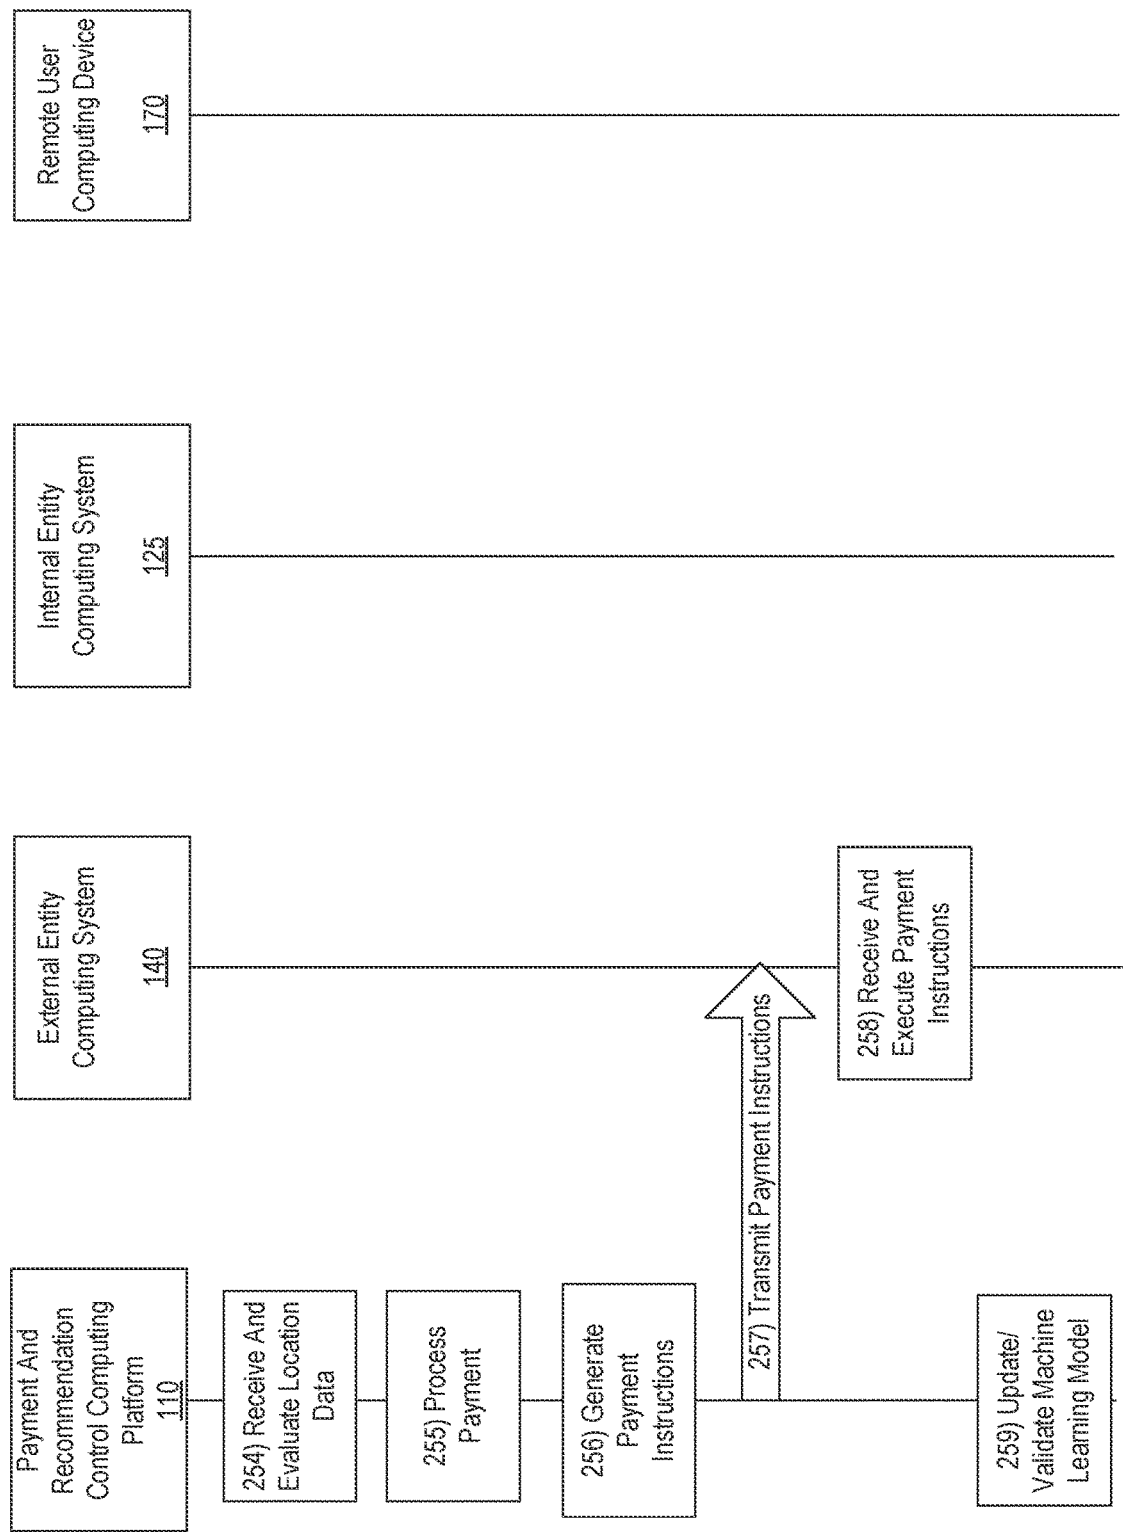 Payment And
Recommendation
Control Computing
Platform
110
External Entity
Computing System
140
Internal Entity
Computing System
125
Remote User
Computing Device
170
254) Receive And
Evaluate Location
Data
255) Process
Payment
256) Generate
Payment
Instructions
257) Transmit Payment Instructions
258) Receive And
Execute Payment
Instructions
259) Update/
Validate Machine
Learning Model